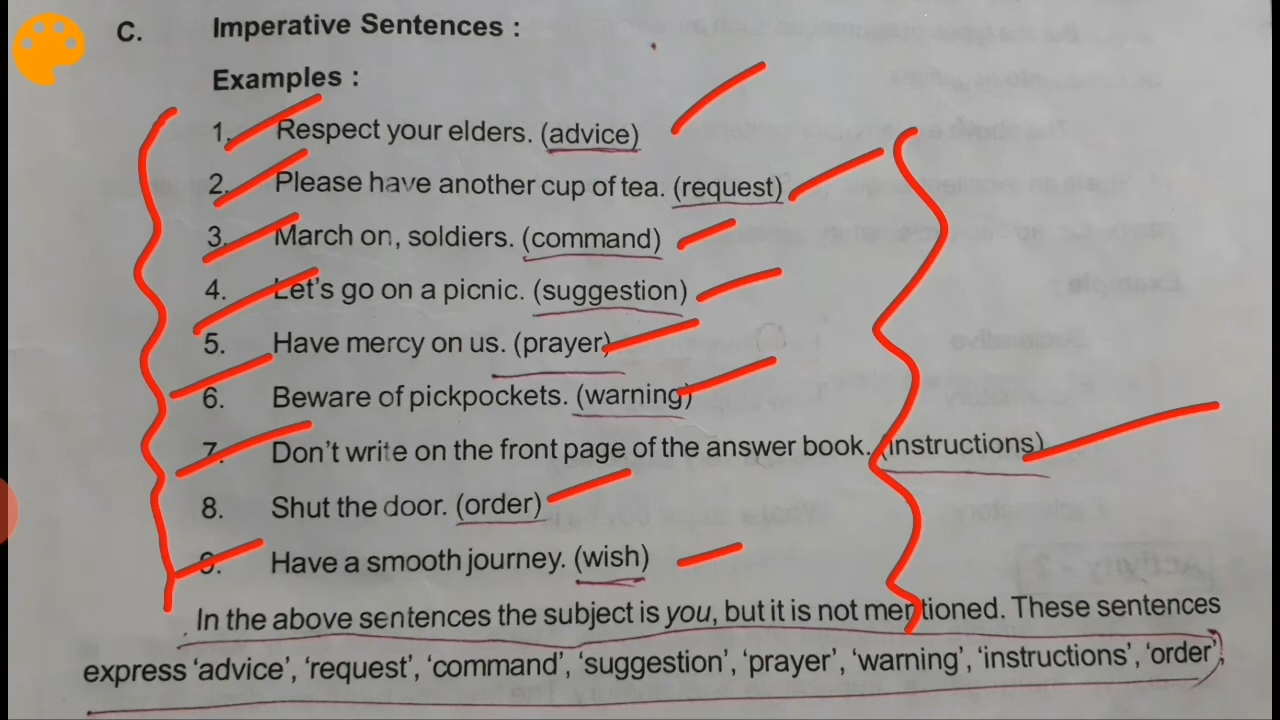 C. Imperative Sentences :
Examples :
1. Respect your elders. (advice)
2. Please have another cup of tea. (request)
3. March on, soldiers. (command)
4. Let's go on a picnic. (suggestion)
5. Have mercy on us. (prayer)
6. Beware of pickpockets. (warning)
7. Don't write on the front page of the answer book. (instructions)
8. Shut the door. (order)
9. Have a smooth journey. (wish)
In the above sentences the subject is you, but it is not mentioned. These sentences
express 'advice', 'request', 'command', 'suggestion', 'prayer', 'warning', 'instructions', 'order',